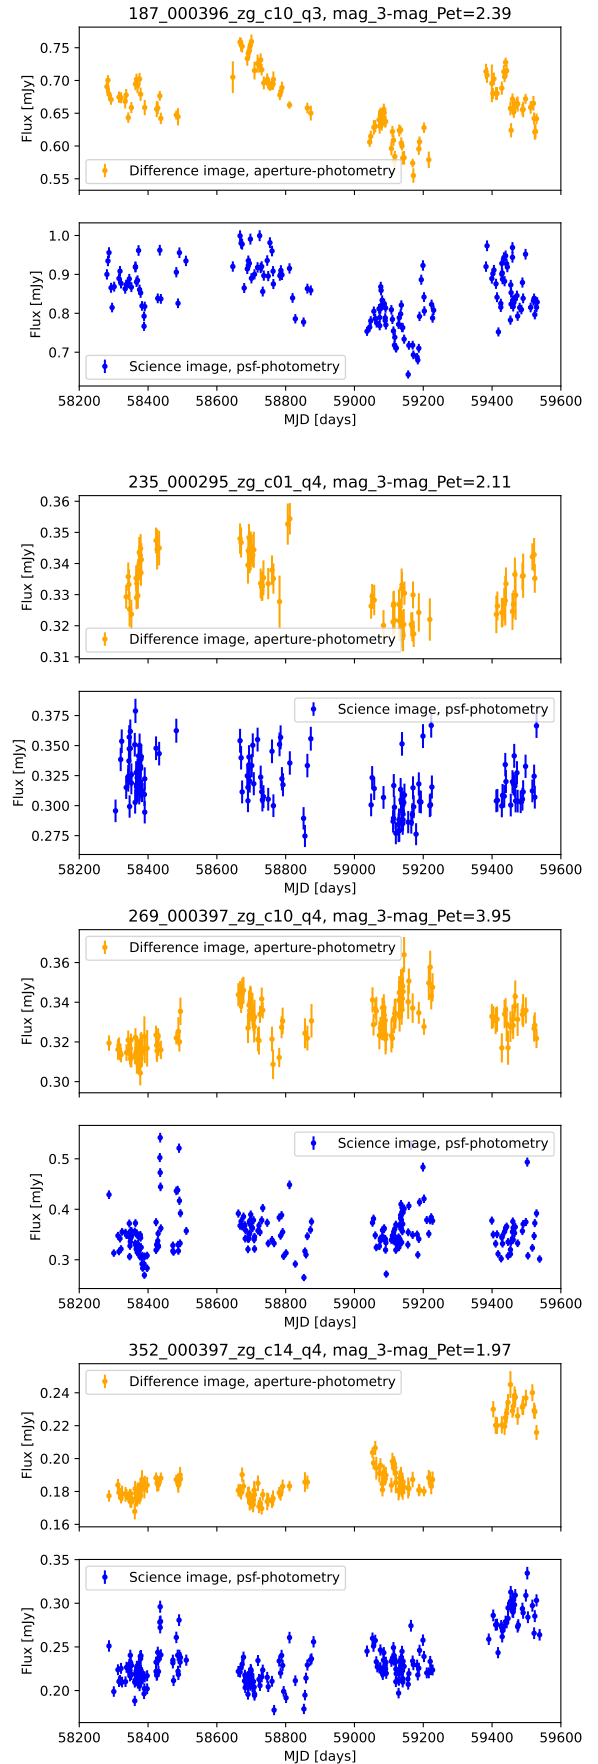 187_000396_zg_c10_q3, mag_3-mag_Pet=2.39
0.75
0.70
0.65
0.60
0.55
Flux [mJy]
Difference image, aperture-photometry
1.0
0.9
0.8
0.7
Flux [mJy]
Science image, psf-photometry
58200 58400 58600 58800 59000 59200 59400 59600
MJD [days]
235_000295_zg_c01_q4, mag_3-mag_Pet=2.11
0.36
0.35
0.34
0.33
0.32
0.31
Flux [mJy]
Difference image, aperture-photometry
0.375
0.350
0.325
0.300
0.275
Flux [mJy]
Science image, psf-photometry
58200 58400 58600 58800 59000 59200 59400 59600
MJD [days]
269_000397_zg_c10_q4, mag_3-mag_Pet=3.95
0.36
0.34
0.32
0.30
Flux [mJy]
Difference image, aperture-photometry
0.5
0.4
0.3
Flux [mJy]
Science image, psf-photometry
58200 58400 58600 58800 59000 59200 59400 59600
MJD [days]
352_000397_zg_c14_q4, mag_3-mag_Pet=1.97
0.24
0.22
0.20
0.18
0.16
Flux [mJy]
Difference image, aperture-photometry
0.35
0.30
0.25
0.20
Flux [mJy]
Science image, psf-photometry
58200 58400 58600 58800 59000 59200 59400 59600
MJD [days]